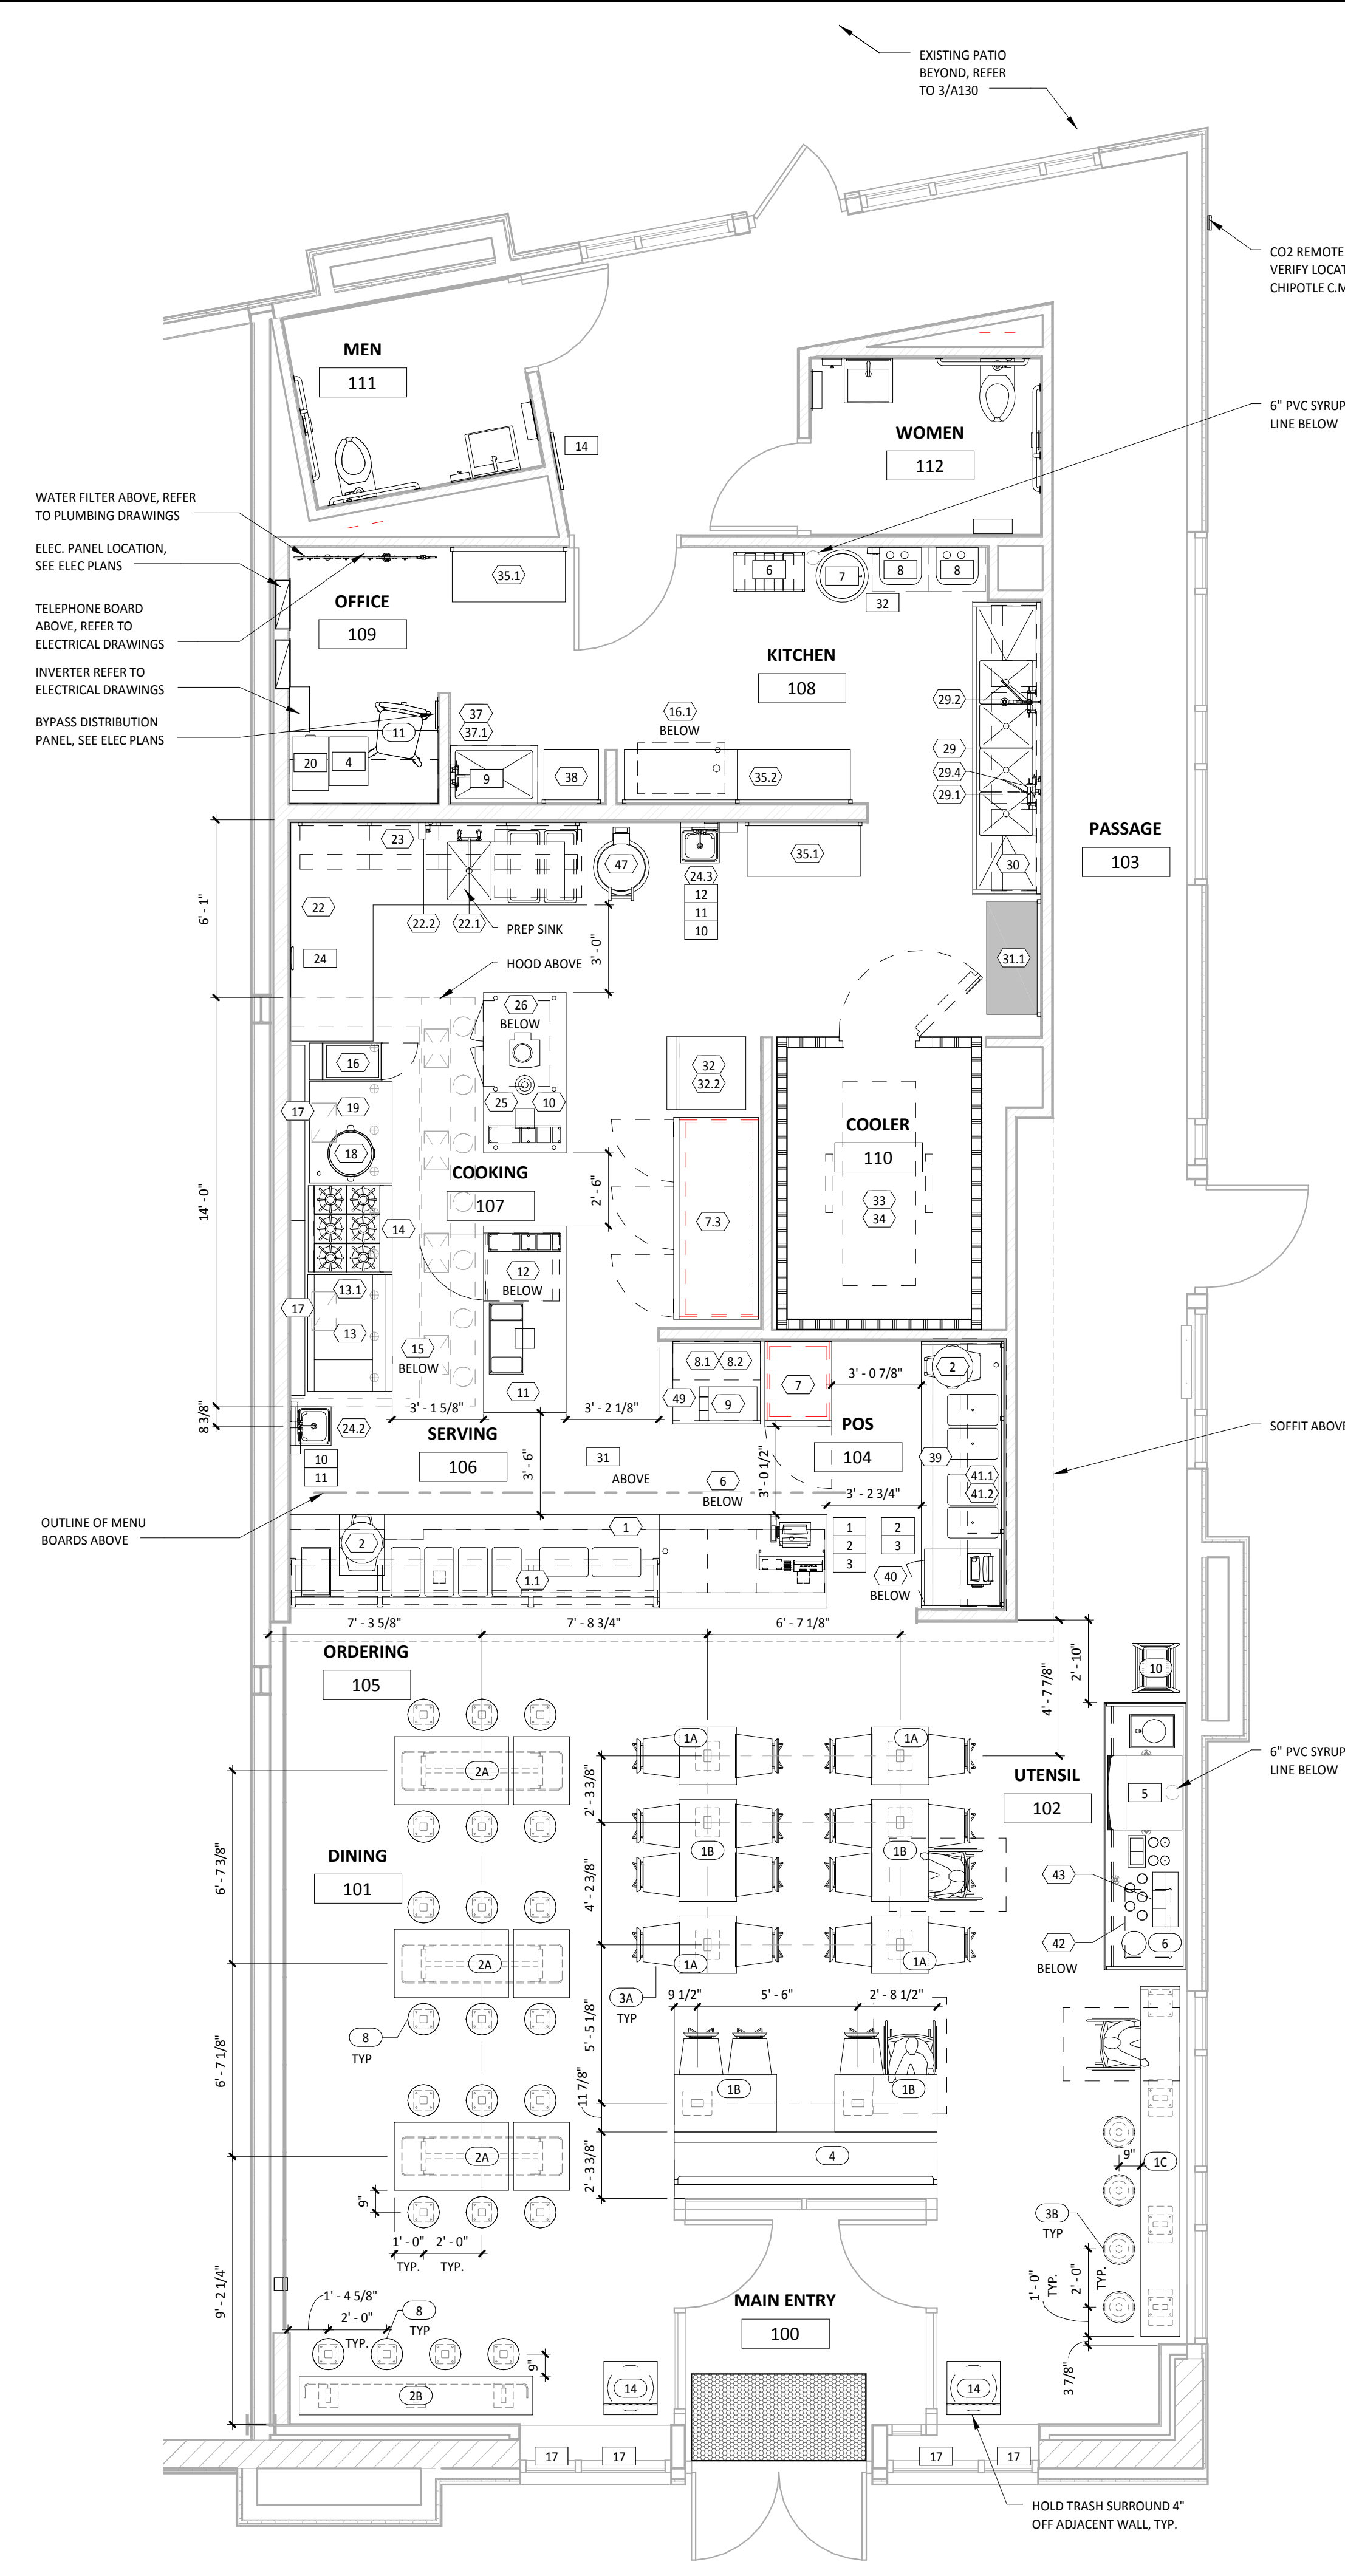 EXISTING PATIO
BEYOND, REFER
TO 3/A130
CO2 REMOTE
VERIFY
CHIPOTLE
MEN
111
14
WOMEN
112
6" PVC SYRUP
LINE BELOW
WATER FILTER ABOVE, REFER
TO PLUMBING DRAWINGS
ELEC. PANEL LOCATION,
SEE ELEC PLANS
TELEPHONE BOARD
ABOVE, REFER TO
ELECTRICAL DRAWINGS
INVERTER REFER TO
ELECTRICAL DRAWINGS
BYPASS DISTRIBUTION
PANEL, SEE ELEC PLANS
OFFICE
109
35.1
6
7
8
8
32
KITCHEN
108
11
20
4
37
37.1
9
38
16.1
BELOW
35.2
29.2
29
29.4
29.1
30
PASSAGE
103
6' - 1"
23
22
22.2
22.1
24
PREP SINK
HOOD ABOVE
47
3' - 0"
24.3
12
11
10
35.1
31.1
14' - 0"
16
17
19
18
14
13.1
17
13
15
BELOW
26
BELOW
25
10
COOKING
107
2' - 6"
12
BELOW
11
32
32.2
7.3
COOLER
110
33
34
8 3/8"
24.2
10
11
3' - 1 5/8"
3' - 2 1/8"
SERVING
106
3' - 6"
31
ABOVE
8.1
8.2
49
9
7
3' - 0 7/8"
POS
104
3' - 0 1/2"
6
BELOW
3' - 2 3/4"
2
39
41.1
41.2
SOFFIT ABOVE
OUTLINE OF MENU
BOARDS ABOVE
2
1
1.1
1
2
3
2
3
40
BELOW
7' - 3 5/8"
7' - 8 3/4"
6' - 7 1/8"
ORDERING
105
4' - 7 7/8"
2' - 10"
10
2A
1A
1A
2' - 3 3/8"
UTENSIL
102
5
6" PVC SYRUP
LINE BELOW
6' - 7 3/8"
DINING
101
1B
1B
4' - 2 3/8"
43
42
BELOW
6
2A
1A
1A
3A
TYP
8
TYP
9 1/2"
5' - 6"
2' - 8 1/2"
6' - 7 1/8"
5' - 5 1/8"
11 7/8"
1B
1B
2A
2' - 3 3/8"
4
9"
1C
9"
3B
TYP
1' - 0"
TYP.
2' - 0"
TYP.
1' - 0"
TYP.
2' - 0"
TYP.
3 7/8"
9' - 2 1/4"
1' - 4 5/8"
2' - 0"
TYP.
8
TYP
9"
2B
MAIN ENTRY
100
14
14
17
17
17
17
HOLD TRASH SURROUND 4"
OFF ADJACENT WALL, TYP.